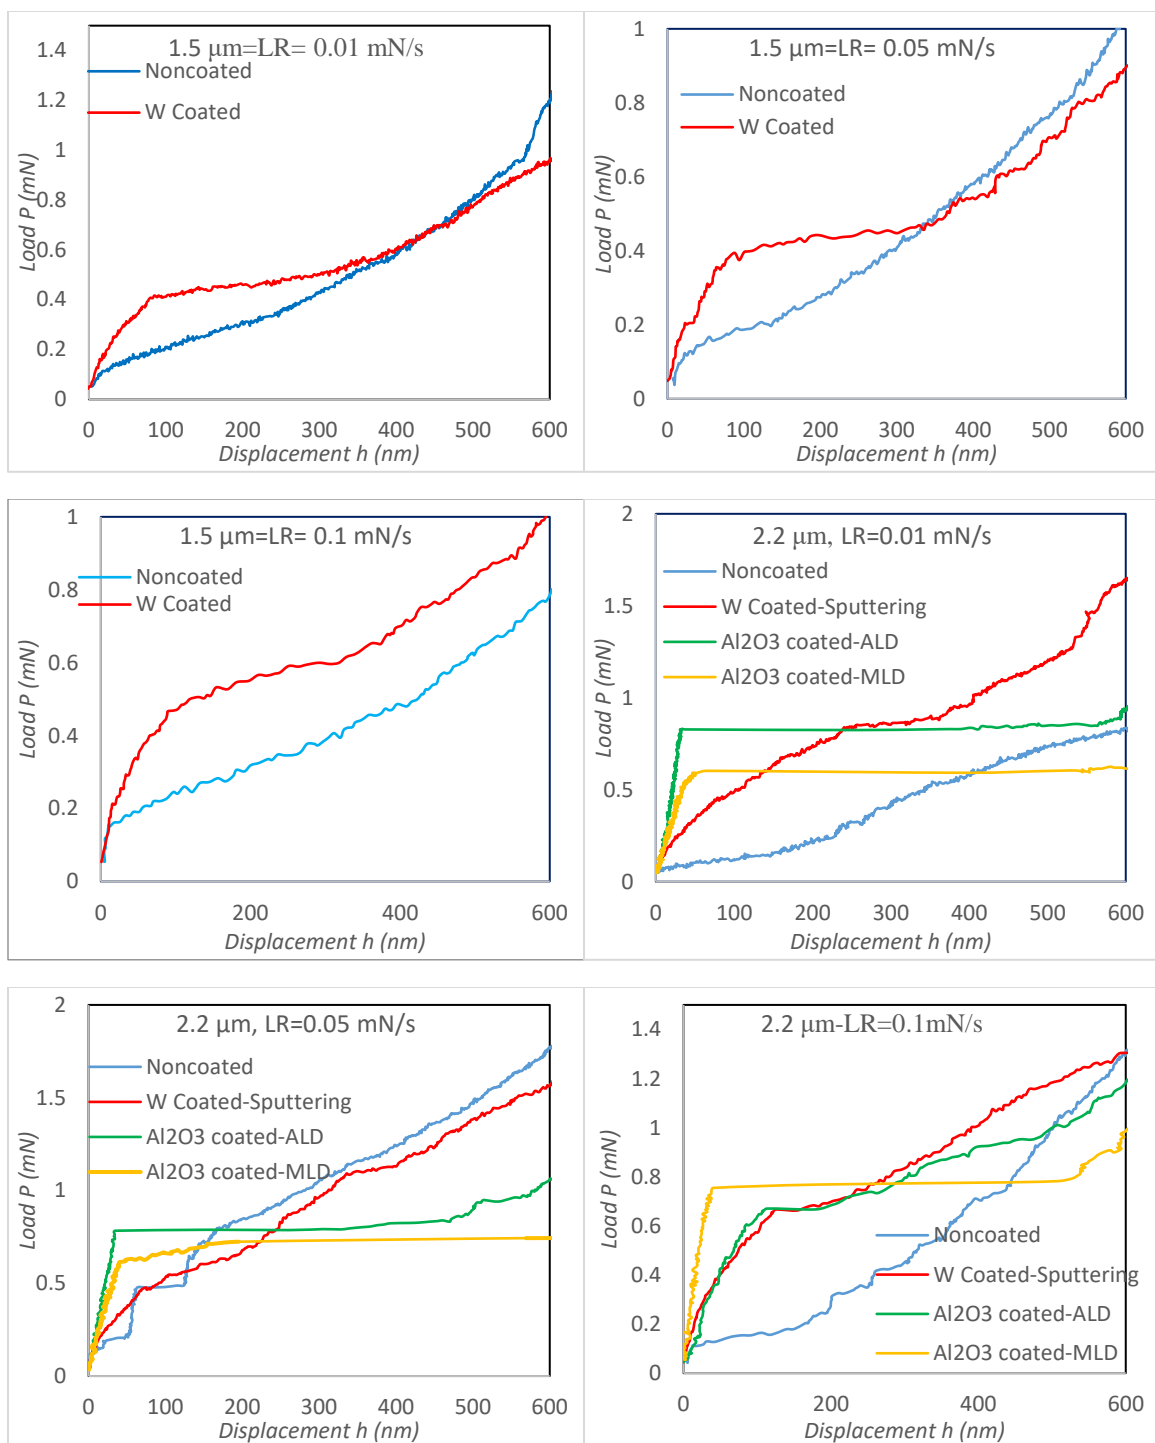 1.5 μm=LR= 0.01 mN/s
Noncoated
W Coated
Load P (mN)
1.4
1.2
1
0.8
0.6
0.4
0.2
0
0 100 200 300 400 500 600
Displacement h (nm)
1.5 μm=LR= 0.05 mN/s
Noncoated
W Coated
Load P (mN)
1
0.8
0.6
0.4
0.2
0
0 100 200 300 400 500 600
Displacement h (nm)
1.5 μm=LR= 0.1 mN/s
Noncoated
W Coated
Load P (mN)
1
0.8
0.6
0.4
0.2
0
0 200 400 600
Displacement h (nm)
2.2 μm, LR=0.01 mN/s
Noncoated
W Coated-Sputtering
Al2O3 coated-ALD
Al2O3 coated-MLD
Load P (mN)
2
1.5
1
0.5
0
0 100 200 300 400 500 600
Displacement h (nm)
2.2 μm, LR=0.05 mN/s
Noncoated
W Coated-Sputtering
Al2O3 coated-ALD
Al2O3 coated-MLD
Load P (mN)
2
1.5
1
0.5
0
0 100 200 300 400 500 600
Displacement h (nm)
2.2 μm-LR=0.1mN/s
Noncoated
W Coated-Sputtering
Al2O3 coated-ALD
Al2O3 coated-MLD
Load P (mN)
1.4
1.2
1
0.8
0.6
0.4
0.2
0
0 200 400 600
Displacement h (nm)